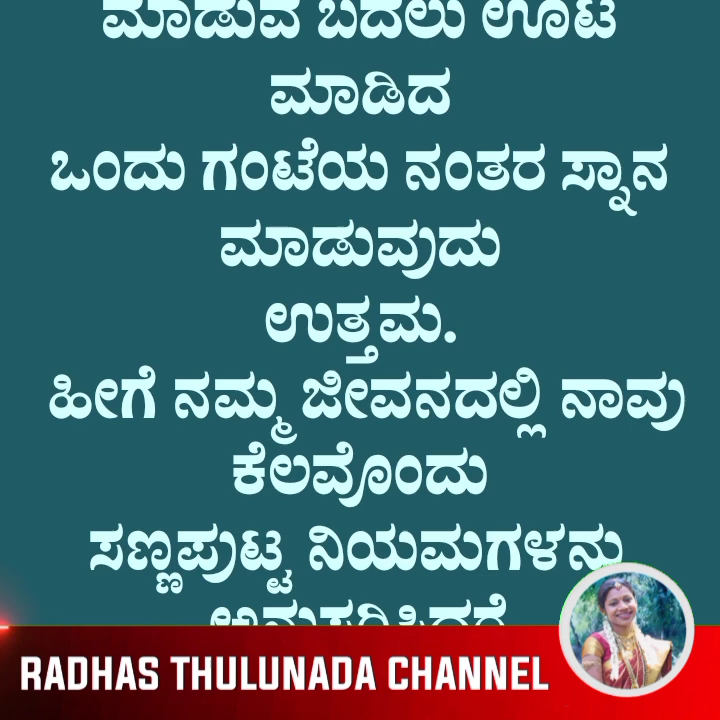 ಮಾಡುವ ಬದಲು ಊಟ
ಮಾಡಿದ
ಒಂದು ಗಂಟೆಯ ನಂತರ ಸ್ನಾನ
ಮಾಡುವುದು
ಉತ್ತಮ.
ಹೀಗೆ ನಮ್ಮ ಜೀವನದಲ್ಲಿ ನಾವು
ಕೆಲವೊಂದು
ಸಣ್ಣಪುಟ್ಟ ನಿಯಮಗಳನ್ನು
RADHAS THULUNADA CHANNEL